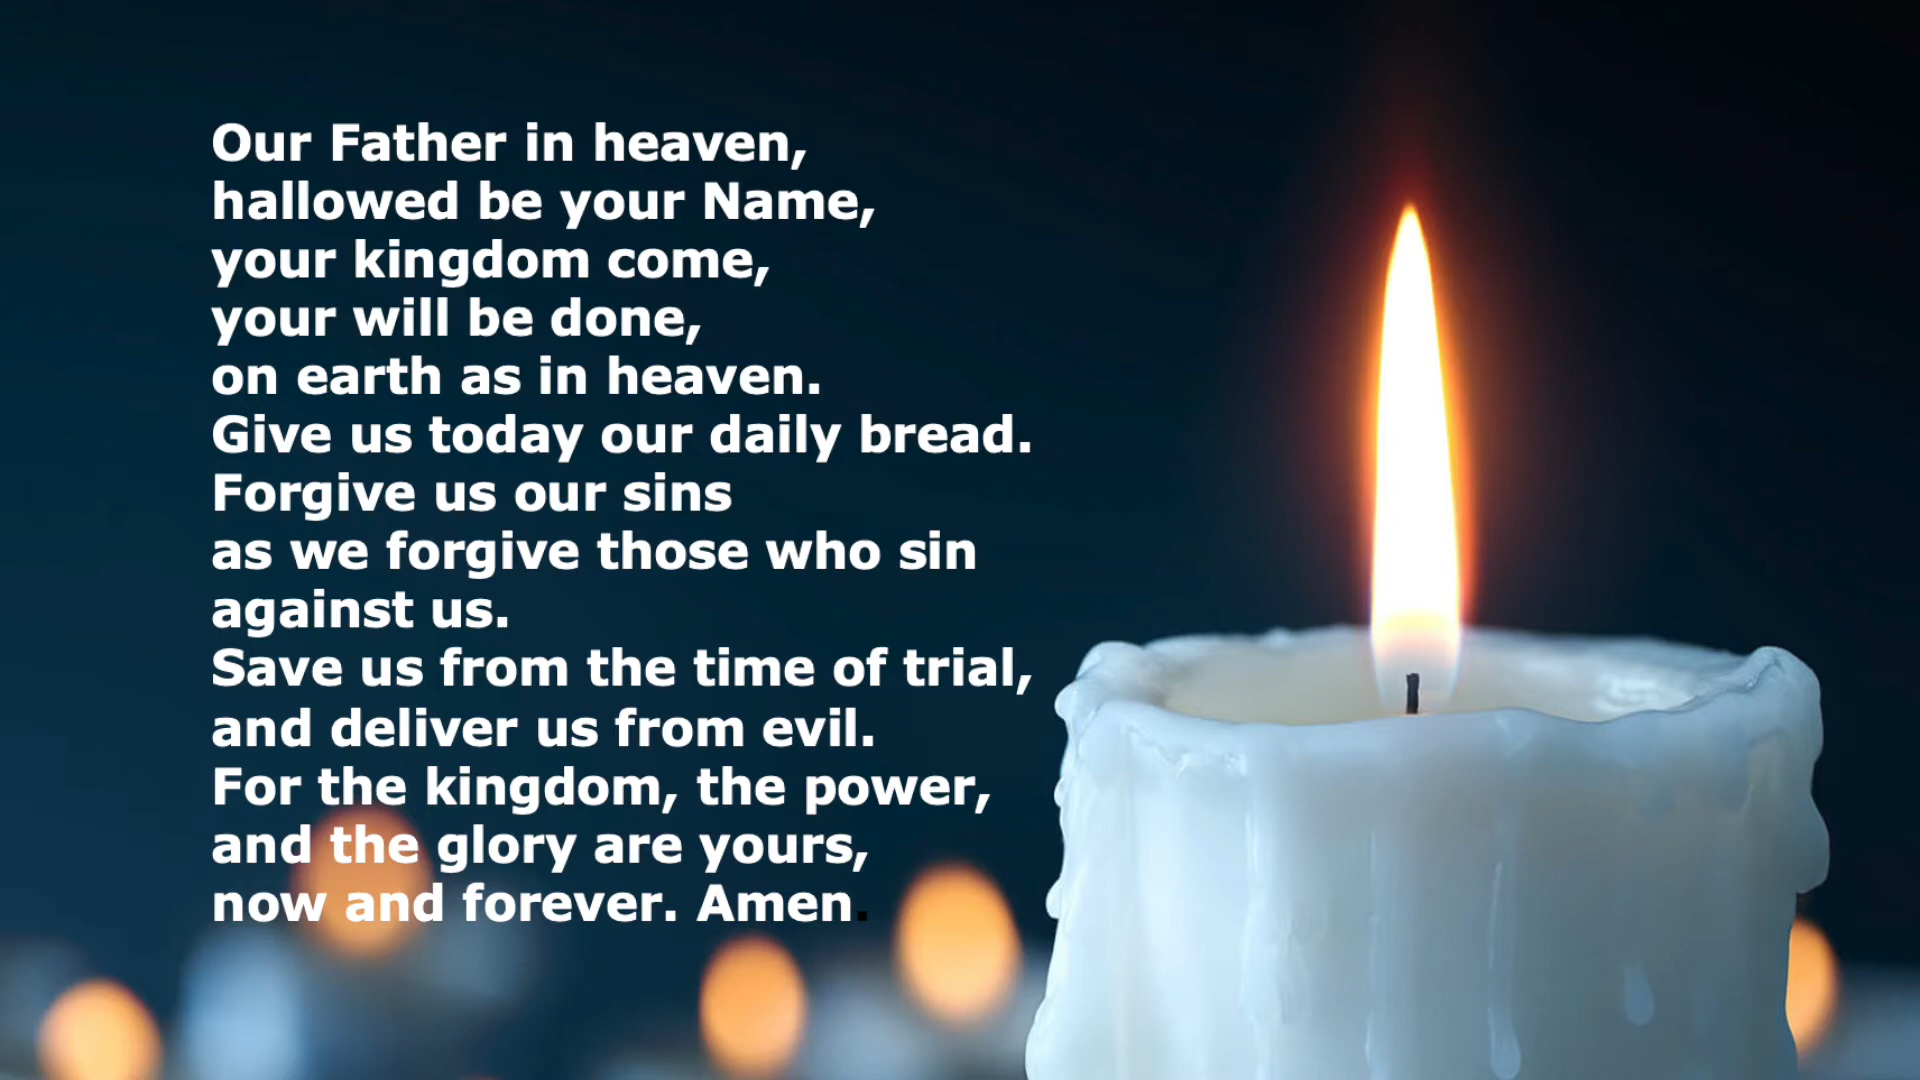 Our Father in heaven,
hallowed be your Name,
your kingdom come,
your will be done,
on earth as in heaven.
Give us today our daily bread.
Forgive us our sins
as we forgive those who sin
against us.
Save us from the time of trial,
and deliver us from evil.
For the kingdom, the power,
and the glory are yours,
now and forever. Amen.